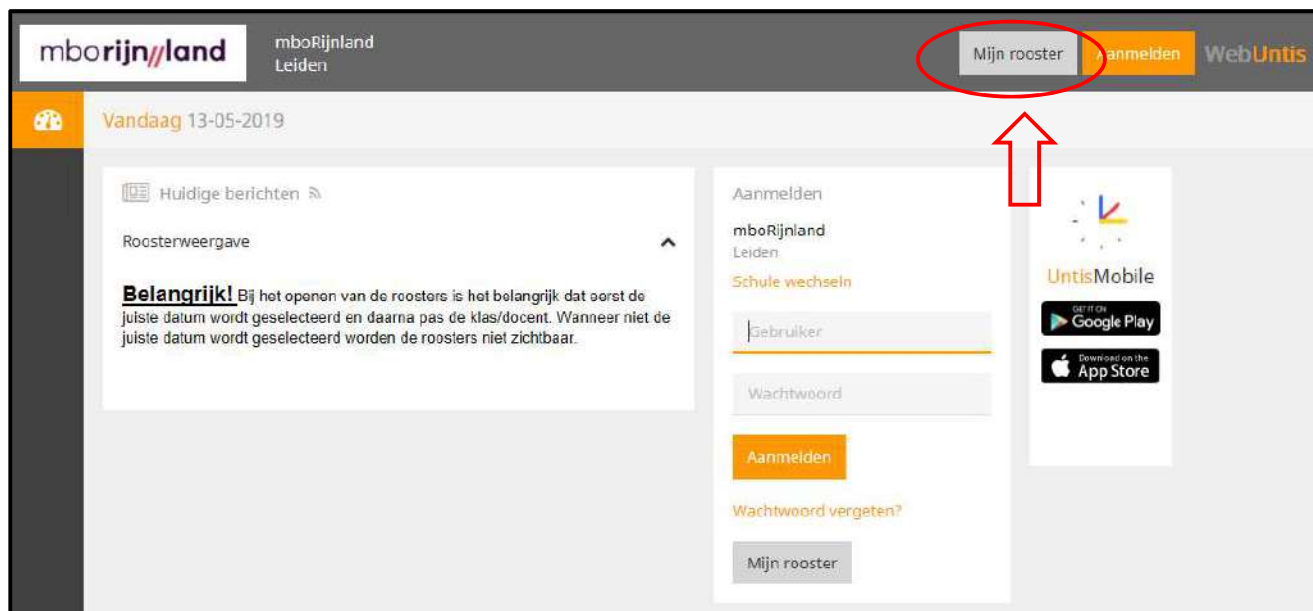 mborijn//land
mboRijnland
Leiden
Mijn rooster
Aanmelden
WebUntis
Vandaag 13-05-2019
Huidige berichten
Roosterweergave
Belangrijk! Bij het openen van de roosters is het belangrijk dat eerst de
juiste datum wordt geselecteerd en daarna pas de klas/docent. Wanneer niet de
juiste datum wordt geselecteerd worden de roosters niet zichtbaar.
Aanmelden
mboRijnland
Leiden
Schule wechseln
Gebruiker
Wachtwoord
Aanmelden
Wachtwoord vergeten?
Mijn rooster
UntisMobile
GET IT ON
Google Play
Download on the
App Store